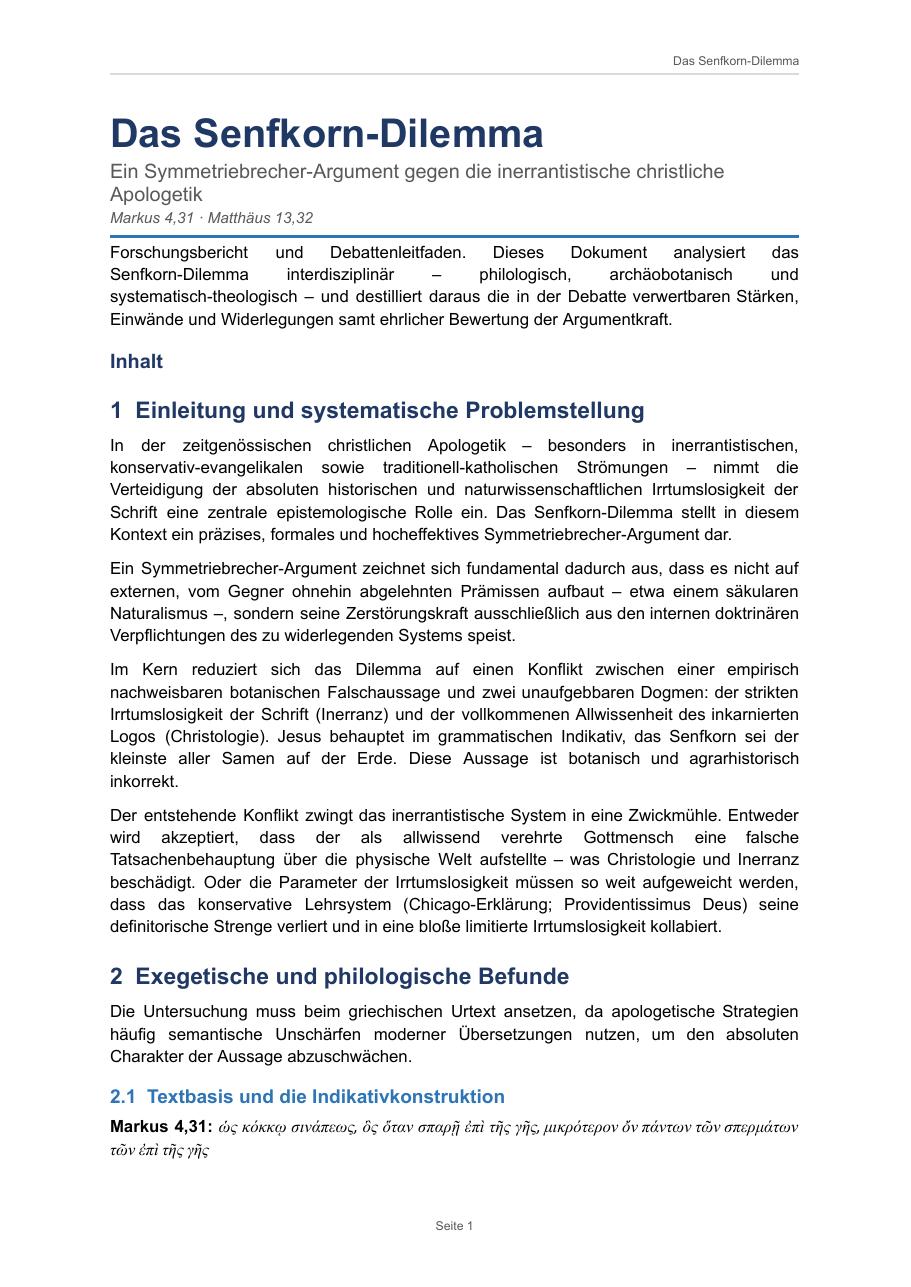 Das Senfkorn-Dilemma
Das Senfkorn-Dilemma
Ein Symmetriebrecher-Argument gegen die inerrantistische christliche
Apologetik
Markus 4,31 · Matthäus 13,32
Forschungsbericht und Debattenleitfaden. Dieses Dokument analysiert das
Senfkorn-Dilemma interdisziplinär – philologisch, archäobotanisch und
systematisch-theologisch – und destilliert daraus die in der Debatte verwertbaren Stärken,
Einwände und Widerlegungen samt ehrlicher Bewertung der Argumentkraft.
Inhalt
1 Einleitung und systematische Problemstellung
In der zeitgenössischen christlichen Apologetik – besonders in inerrantistischen,
konservativ-evangelikalen sowie traditionell-katholischen Strömungen – nimmt die
Verteidigung der absoluten historischen und naturwissenschaftlichen Irrtumslosigkeit der
Schrift eine zentrale epistemologische Rolle ein. Das Senfkorn-Dilemma stellt in diesem
Kontext ein präzises, formales und hocheffektives Symmetriebrecher-Argument dar.
Ein Symmetriebrecher-Argument zeichnet sich fundamental dadurch aus, dass es nicht auf
externen, vom Gegner ohnehin abgelehnten Prämissen aufbaut – etwa einem säkularen
Naturalismus –, sondern seine Zerstörungskraft ausschließlich aus den internen doktrinären
Verpflichtungen des zu widerlegenden Systems speist.
Im Kern reduziert sich das Dilemma auf einen Konflikt zwischen einer empirisch
nachweisbaren botanischen Falschaussage und zwei unaufgebbaren Dogmen: der strikten
Irrtumslosigkeit der Schrift (Inerranz) und der vollkommenen Allwissenheit des inkarnierten
Logos (Christologie). Jesus behauptet im grammatischen Indikativ, das Senfkorn sei der
kleinste aller Samen auf der Erde. Diese Aussage ist botanisch und agrarhistorisch
inkorrekt.
Der entstehende Konflikt zwingt das inerrantistische System in eine Zwickmühle. Entweder
wird akzeptiert, dass der als allwissend verehrte Gottmensch eine falsche
Tatsachenbehauptung über die physische Welt aufstellte – was Christologie und Inerranz
beschädigt. Oder die Parameter der Irrtumslosigkeit müssen so weit aufgeweicht werden,
dass das konservative Lehrsystem (Chicago-Erklärung; Providentissimus Deus) seine
definitorische Strenge verliert und in eine bloße limitierte Irrtumslosigkeit kollabiert.
2 Exegetische und philologische Befunde
Die Untersuchung muss beim griechischen Urtext ansetzen, da apologetische Strategien
häufig semantische Unschärfen moderner Übersetzungen nutzen, um den absoluten
Charakter der Aussage abzuschwächen.
2.1 Textbasis und die Indikativkonstruktion
Markus 4,31: ὡς κόκκῳ σινάπεως, ὃς ὅταν σπαρῇ ἐπὶ τῆς γῆς, μικρότερον ὂν πάντων τῶν σπερμάτων
τῶν ἐπὶ τῆς γῆς
Seite 1